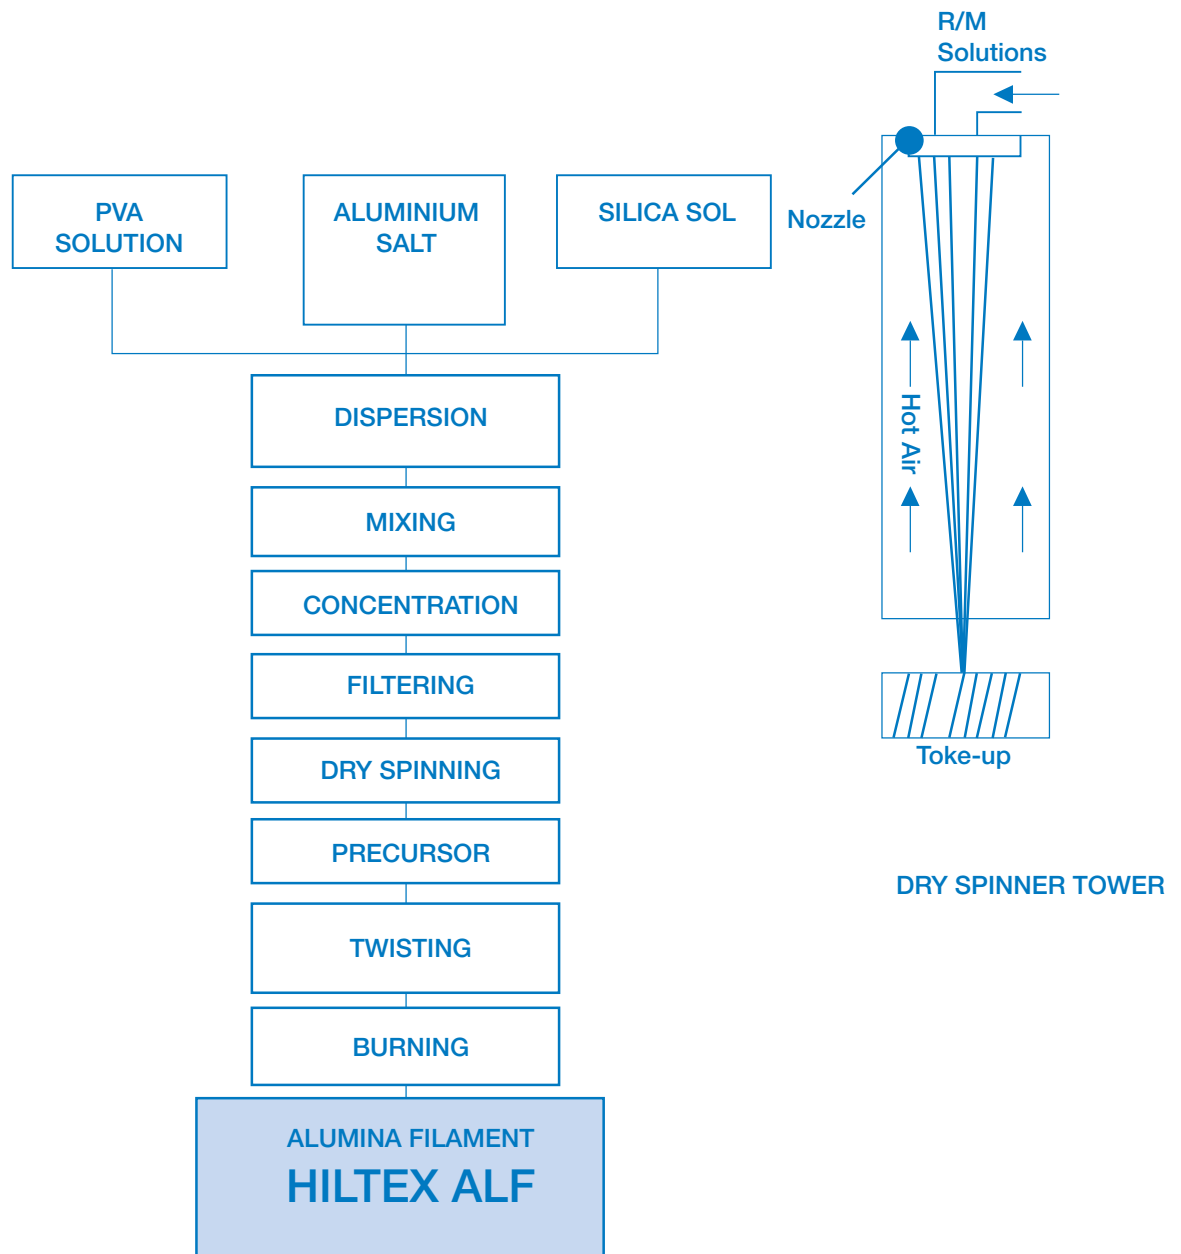 R/M
Solutions
PVA
SOLUTION
ALUMINIUM
SALT
SILICA SOL
Nozzle
DISPERSION
Hot Air
MIXING
CONCENTRATION
FILTERING
DRY SPINNING
Toke-up
PRECURSOR
DRY SPINNER TOWER
TWISTING
BURNING
ALUMINA FILAMENT
HILTEX ALF